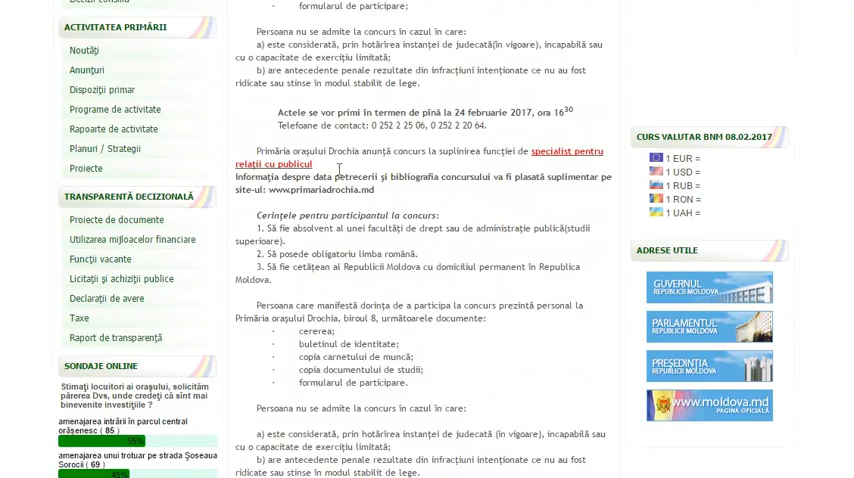 ACTIVITATEA PRIMĂRII
Noutăți
Anunțuri
Dispoziții primar
Programe de activitate
Rapoarte de activitate
Planuri / Strategii
Proiecte
TRANSPARENTĂ DECIZIONALĂ
Proiecte de documente
Utilizarea mijloacelor financiare
Funcții vacante
Licitații și achiziții publice
Declarații de avere
Taxe
Raport de transparență
SONDAJE ONLINE
Stimați locuitori ai orașului, solicităm
părerea Dvs, unde credeți că sînt mai
binevenite investițiile ?
amenajarea intrării în parcul central
orășenesc ( 85 )
55%
amenajarea unui trotuar pe strada Șoseaua
Sorocii ( 69 )
45%
· formularul de participare;
Persoana nu se admite la concurs în cazul în care:
a) este considerată, prin hotărîrea instanței de judecată(în vigoare), incapabilă sau
cu o capacitate de exercițiu limitată;
b) are antecedente penale rezultate din infracțiuni intenționate ce nu au fost
ridicate sau stinse în modul stabilit de lege.
Actele se vor primi în termen de pînă la 24 februarie 2017, ora 16³⁰
Telefoane de contact: 0 252 2 25 06, 0 252 2 20 64.
Primăria orașului Drochia anunță concurs la suplinirea funcției de specialist pentru
relații cu publicul
Informația despre data petrecerii și bibliografia concursului va fi plasată suplimentar pe
site-ul: www.primariadrochia.md
Cerințele pentru participantul la concurs:
1. Să fie absolvent al unei facultăți de drept sau de administrație publică(studii
superioare).
2. Să posede obligatoriu limba română.
3. Să fie cetățean al Republicii Moldova cu domiciliul permanent în Republica
Moldova.
Persoana care manifestă dorința de a participa la concurs prezintă personal la
Primăria orașului Drochia, biroul 8, următoarele documente:
· cererea;
· buletinul de identitate;
· copia carnetului de muncă;
· copia documentului de studii;
· formularul de participare.
Persoana nu se admite la concurs în cazul în care:
a) este considerată, prin hotărîrea instanței de judecată (în vigoare), incapabilă sau
cu o capacitate de exercițiu limitată;
b) are antecedente penale rezultate din infracțiuni intenționate ce nu au fost
ridicate sau stinse în modul stabilit de lege.
CURS VALUTAR BNM 08.02.2017
1 EUR =
1 USD =
1 RUB =
1 RON =
1 UAH =
ADRESE UTILE
GUVERNUL
REPUBLICII MOLDOVA
PARLAMENTUL
REPUBLICII MOLDOVA
PREȘEDINȚIA
REPUBLICII MOLDOVA
www.moldova.md
PAGINA OFICIALĂ